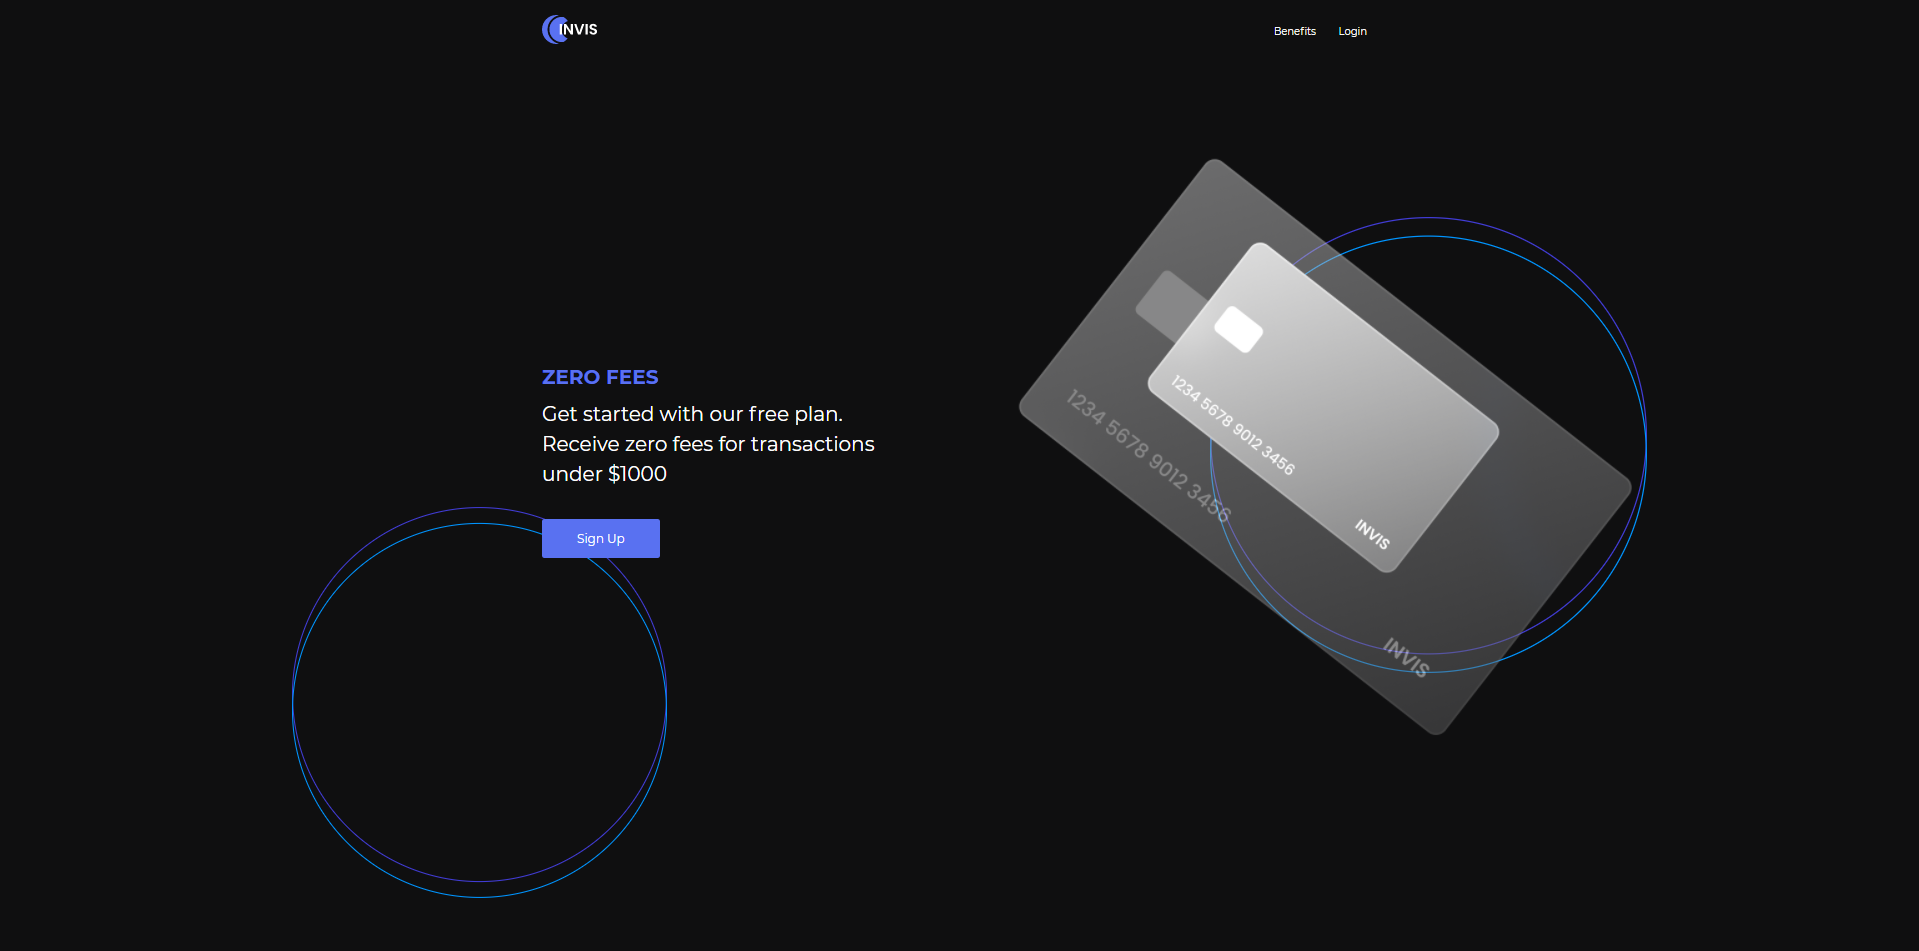 INVIS
Benefits Login
ZERO FEES
Get started with our free plan.
Receive zero fees for transactions
under $1000
Sign Up
1234 5678 9012 3456
INVIS
1234 5678 9012 3456
INVIS